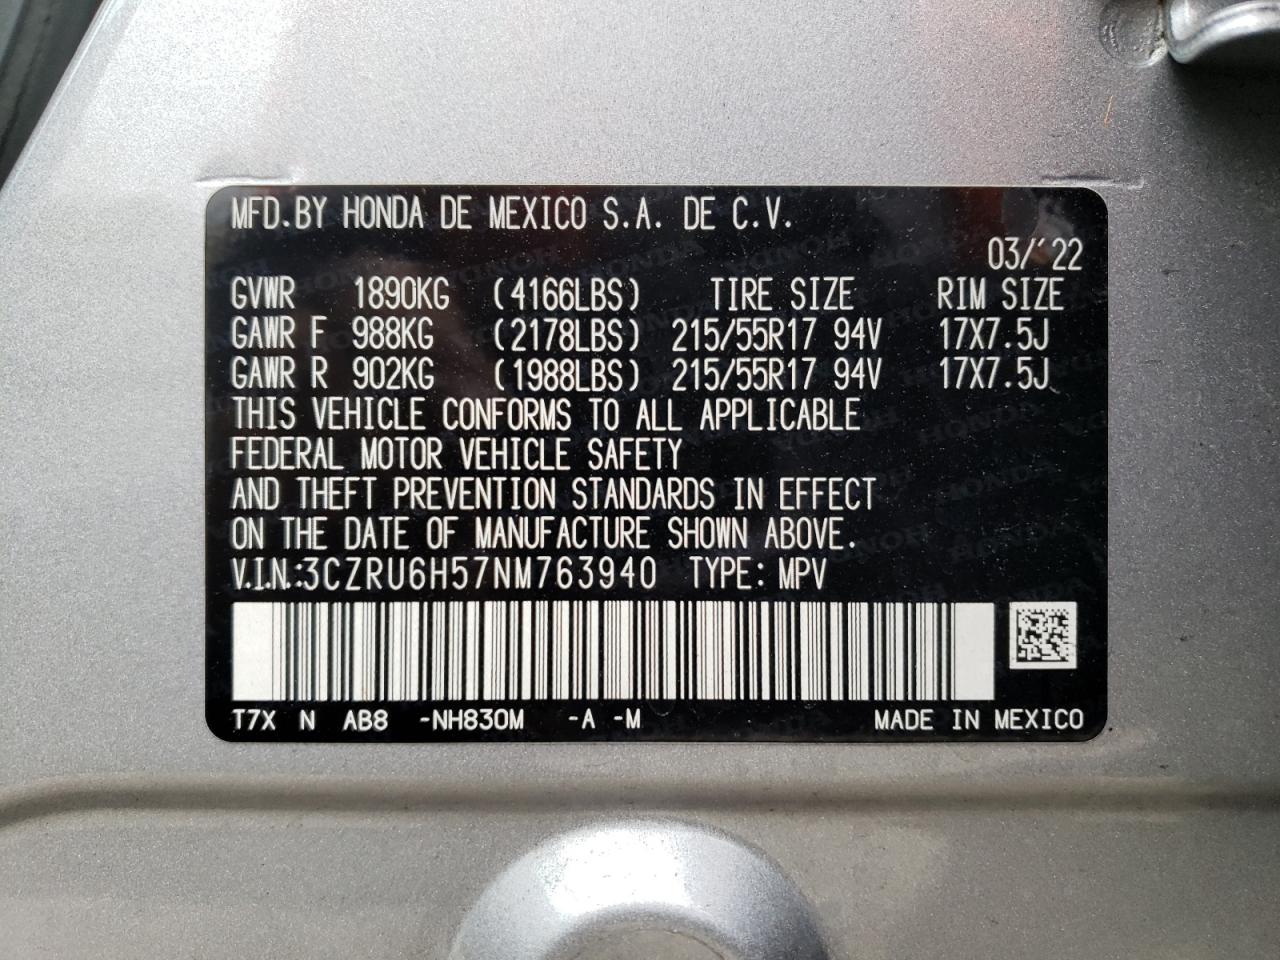 MFD.BY HONDA DE MEXICO S.A. DE C.V.
03/'22
GVWR 1890KG (4166LBS) TIRE SIZE RIM SIZE
GAWR F 988KG (2178LBS) 215/55R17 94V 17X7.5J
GAWR R 902KG (1988LBS) 215/55R17 94V 17X7.5J
THIS VEHICLE CONFORMS TO ALL APPLICABLE
FEDERAL MOTOR VEHICLE SAFETY
AND THEFT PREVENTION STANDARDS IN EFFECT
ON THE DATE OF MANUFACTURE SHOWN ABOVE.
V.I.N.:3CZRU6H57NM763940 TYPE: MPV
T7X N AB8 -NH830M -A -M MADE IN MEXICO